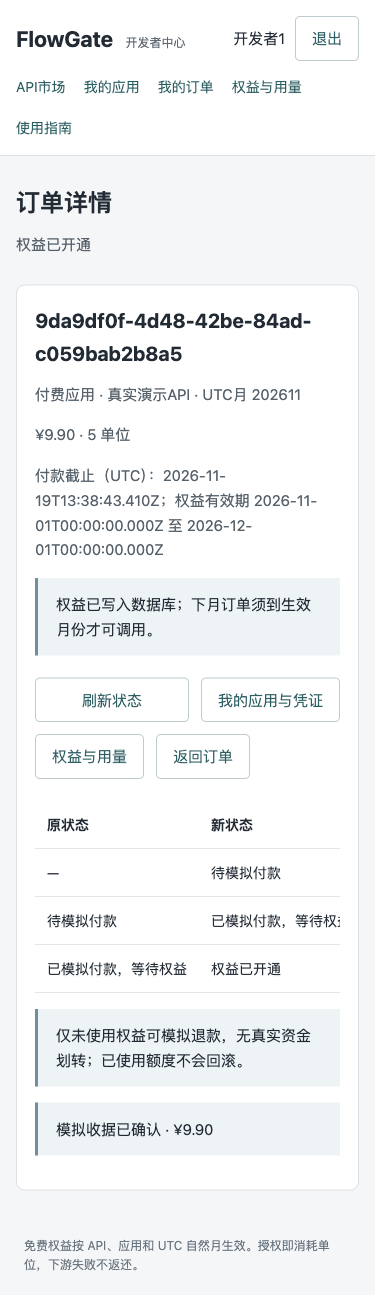 FlowGate 开发者中心 开发者1 退出
API市场 我的应用 我的订单 权益与用量
使用指南
订单详情
权益已开通
9da9df0f-4d48-42be-84ad-
c059bab2b8a5
付费应用 · 真实演示API · UTC月 202611
¥9.90 · 5 单位
付款截止（UTC）：2026-11-
19T13:38:43.410Z；权益有效期 2026-11-
01T00:00:00.000Z 至 2026-12-
01T00:00:00.000Z
权益已写入数据库；下月订单须到生效
月份才可调用。
刷新状态 我的应用与凭证
权益与用量 返回订单
原状态 新状态
— 待模拟付款
待模拟付款 已模拟付款，等待权
已模拟付款，等待权益 权益已开通
仅未使用权益可模拟退款，无真实资金
划转；已使用额度不会回滚。
模拟收据已确认 · ¥9.90
免费权益按 API、应用和 UTC 自然月生效。授权即消耗单
位，下游失败不返还。